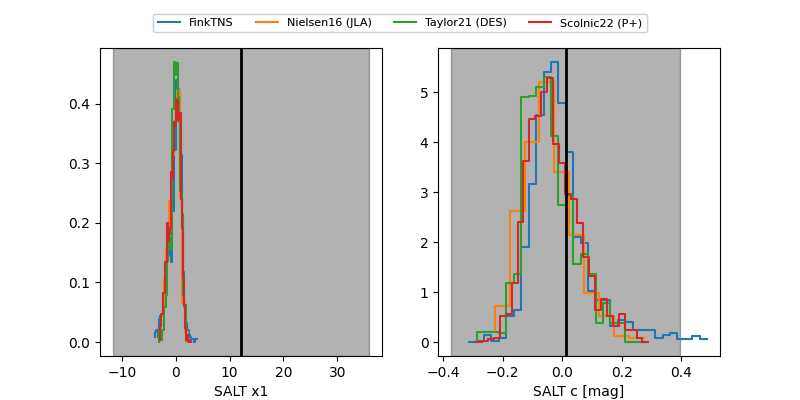 FinkTNS Nielsen16 (JLA) Taylor21 (DES) Scolnic22 (P+)
0.4
0.3
0.2
0.1
0.0
−10 0 10 20 30
SALT x1
5
4
3
2
1
0
−0.4 −0.2 0.0 0.2 0.4
SALT c [mag]